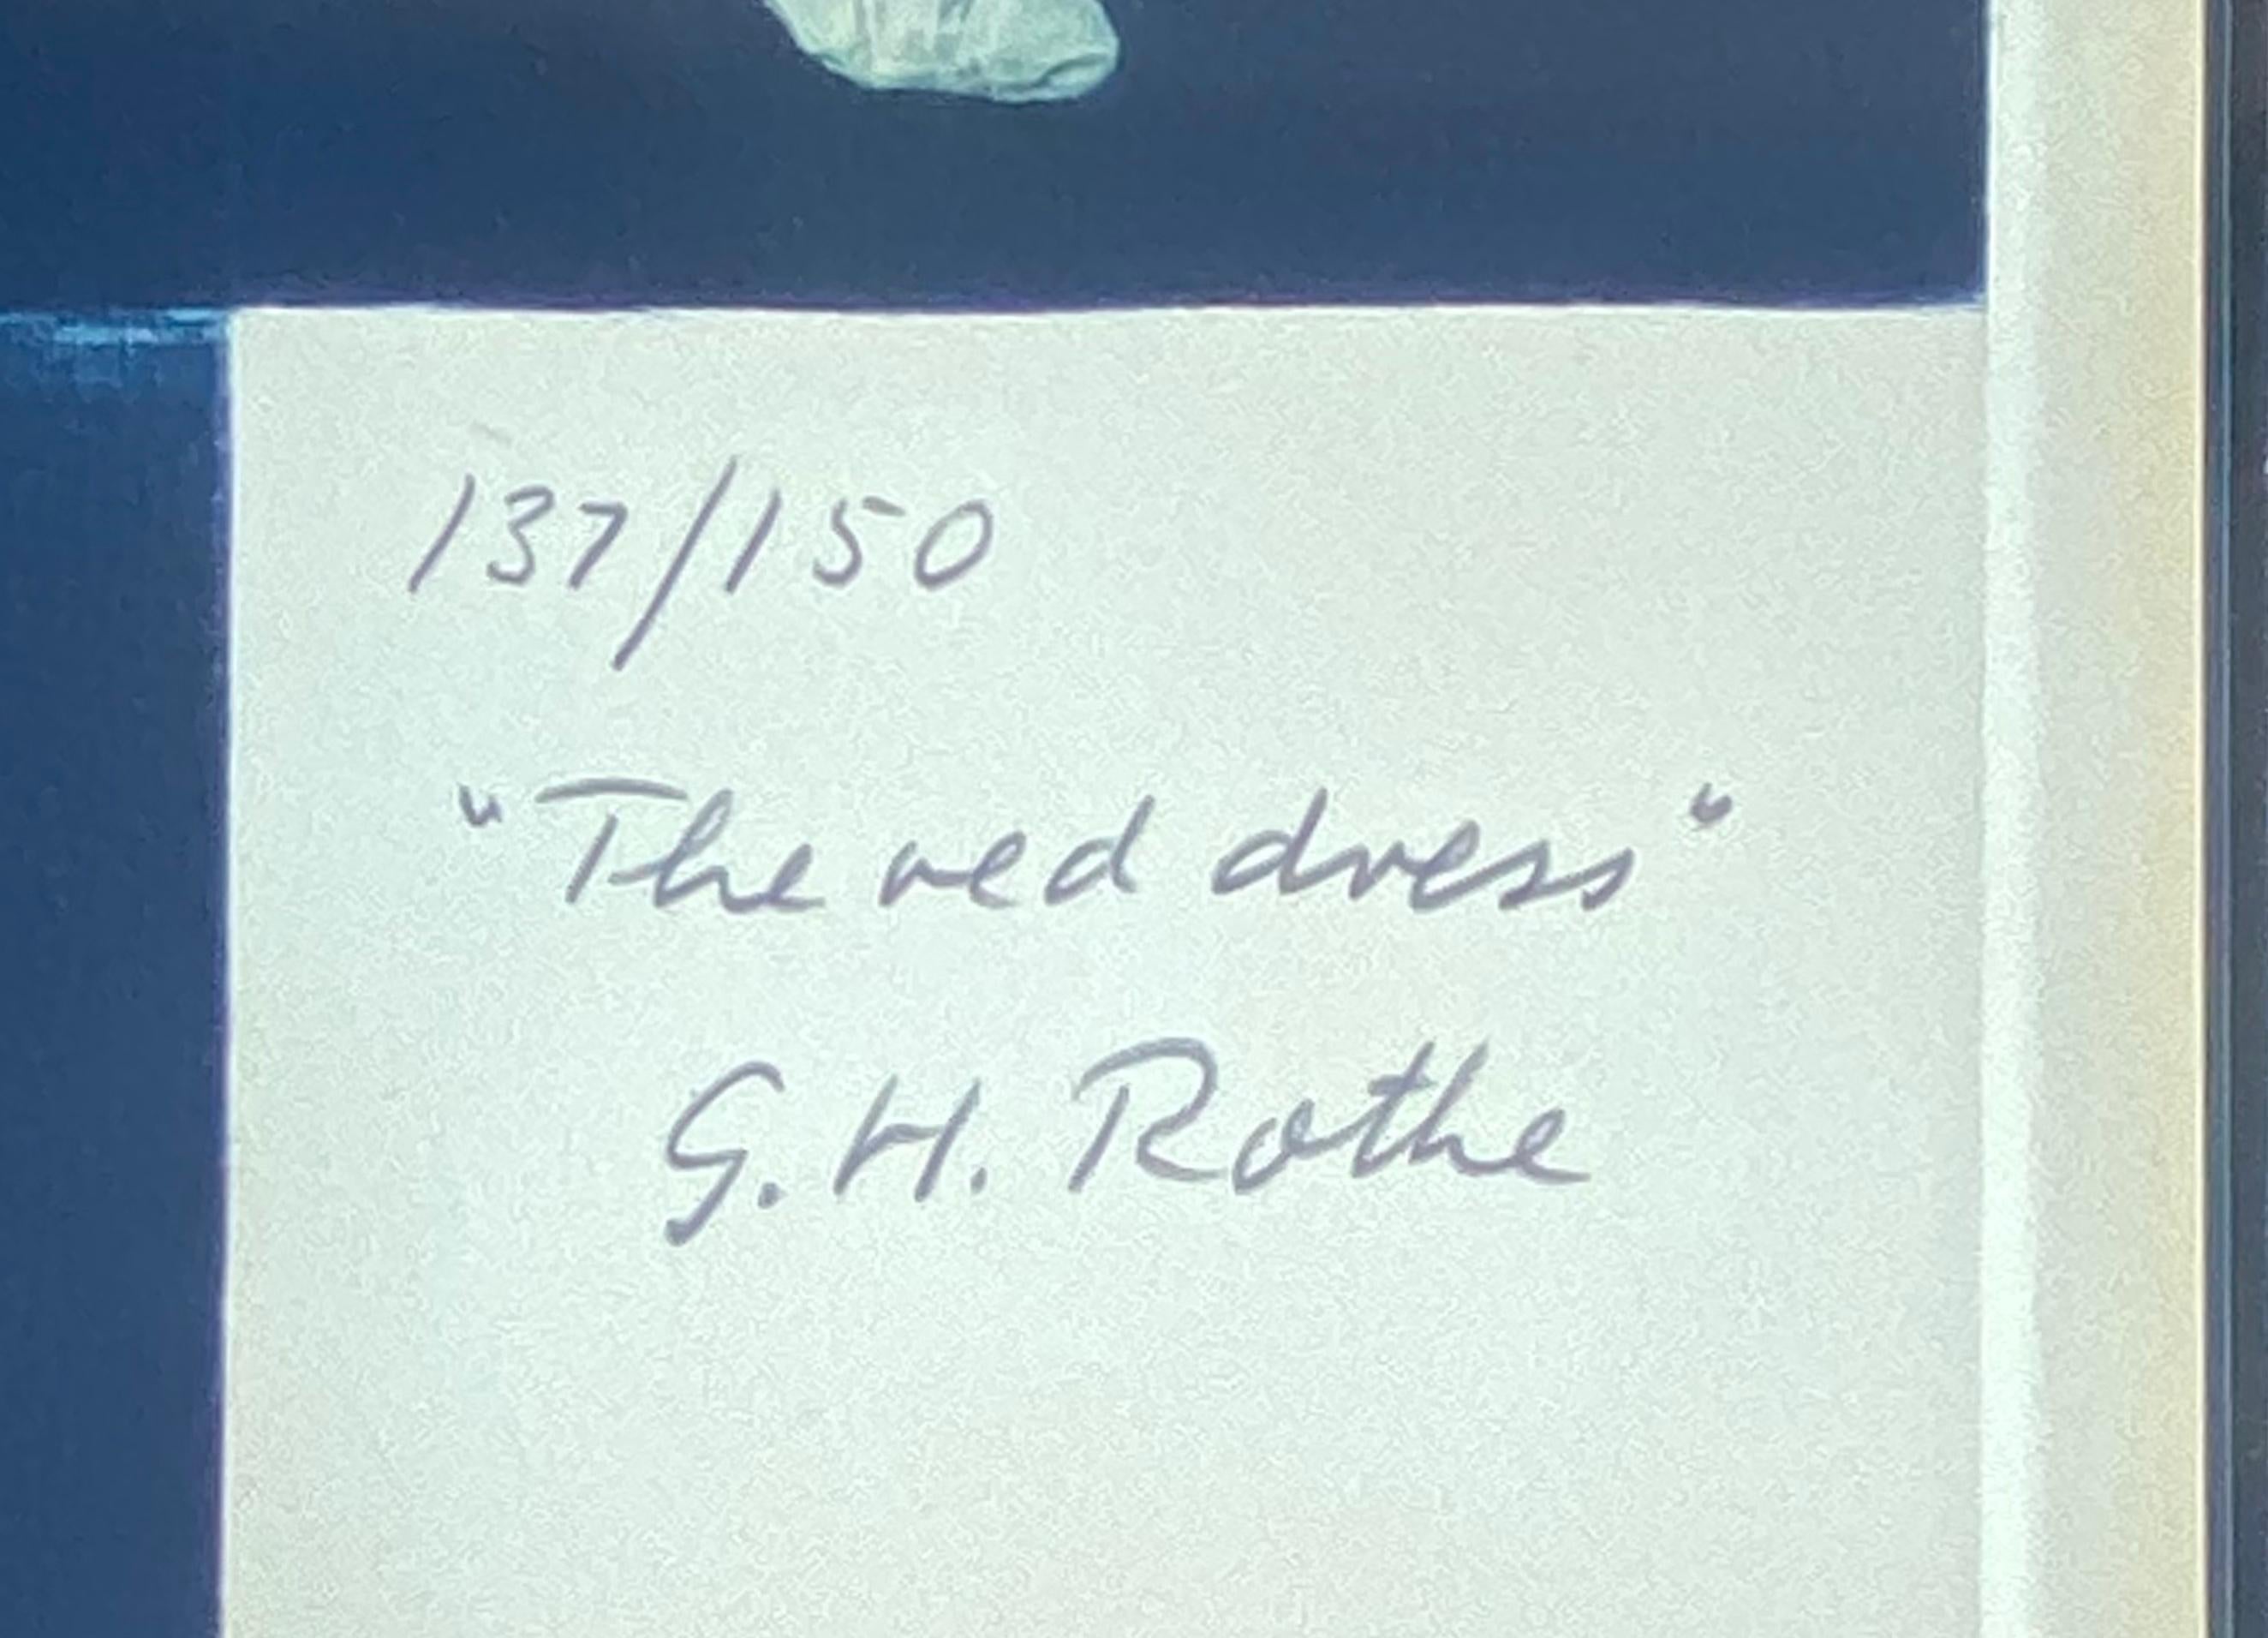 137/150
"The red dress"
G.H. Rothe